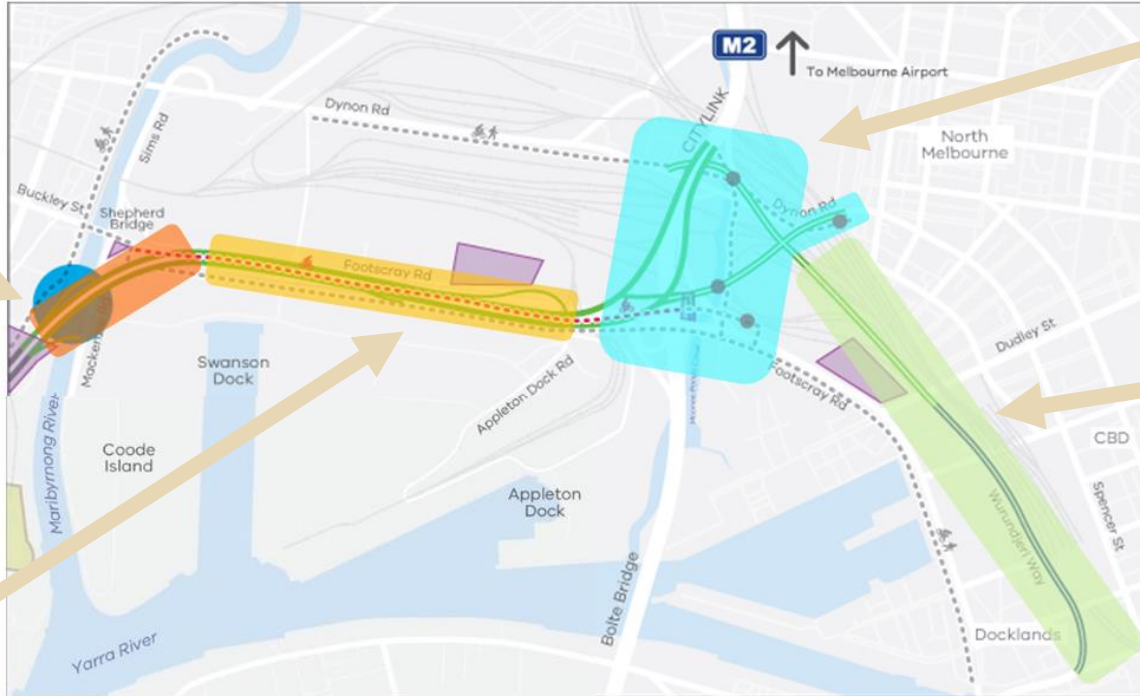 M2
To Melbourne Airport
CITYLINK
Dynon Rd
North
Melbourne
Sims Rd
Buckley St
Shepherd
Bridge
Dynon Rd
Footscray Rd
Swanson
Dock
Appleton Dock Rd
Footscray Rd
Dudley St
CBD
Maribyrnong River
Coode
Island
Appleton
Dock
Spencer St
Wurundjeri Way
Bolte Bridge
Docklands
Yarra River